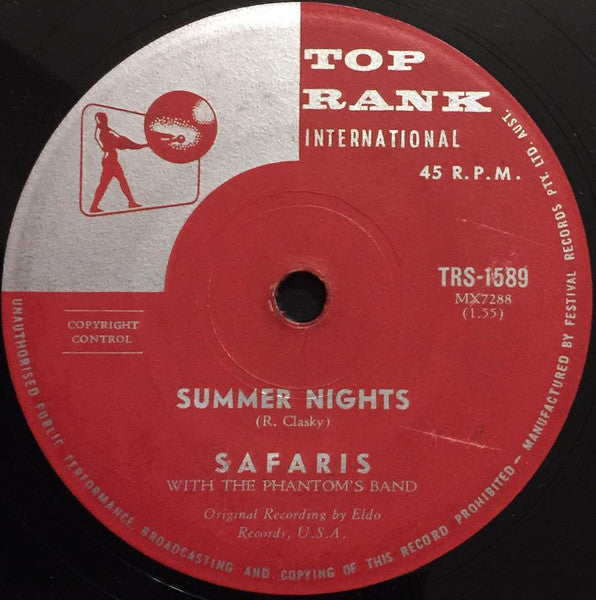 TOP
RANK
INTERNATIONAL
45 R.P.M.
TRS-1589
MX7288
(1.55)
COPYRIGHT
CONTROL
SUMMER NIGHTS
(R. Clasky)
SAFARIS
WITH THE PHANTOM'S BAND
Original Recording by Eldo
Records, U.S.A.
UNAUTHORISED PUBLIC PERFORMANCE BROADCASTING AND COPYING OF THIS RECORD PROHIBITED — MANUFACTURED BY FESTIVAL RECORDS PTY. LTD. AUST.